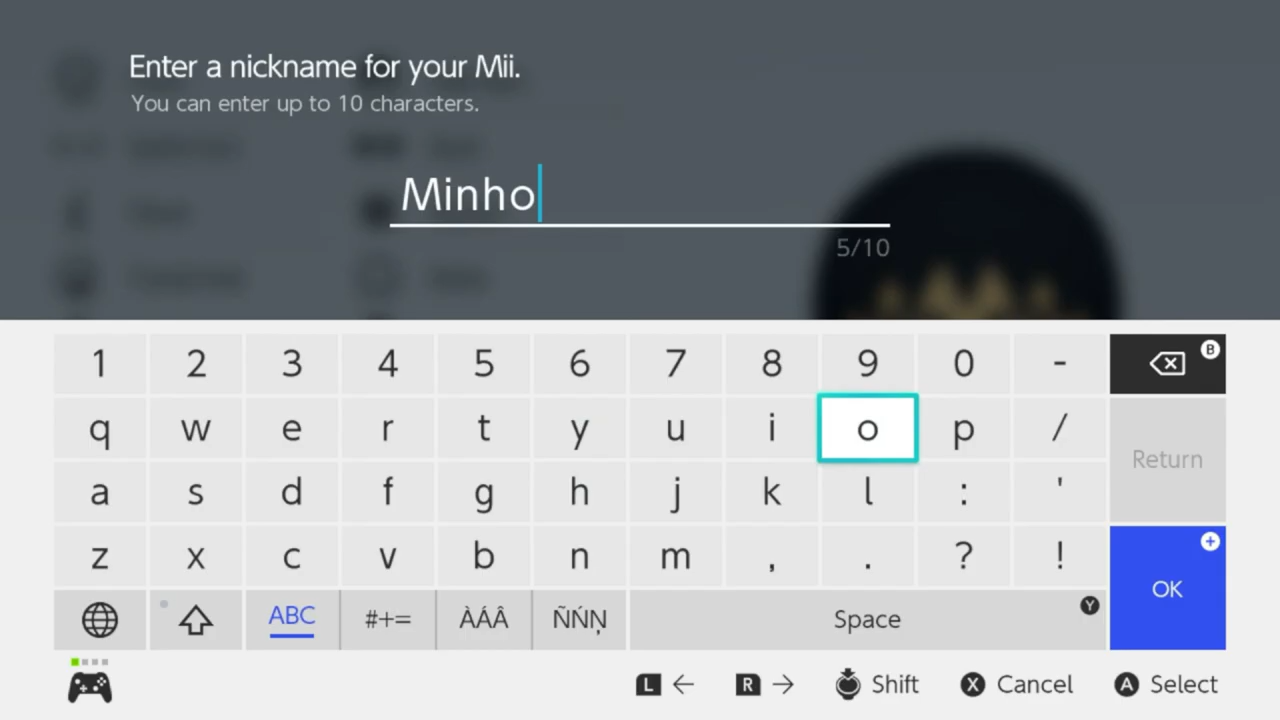 Enter a nickname for your Mii.
You can enter up to 10 characters.
Minho
5/10
1 2 3 4 5 6 7 8 9 0 - B
q w e r t y u i o p / Return
a s d f g h j k l : '
z x c v b n m , . ? ! + OK
ABC #+= ÀÁÂ ÑŃŅ Space Y
L ← R → Shift X Cancel A Select